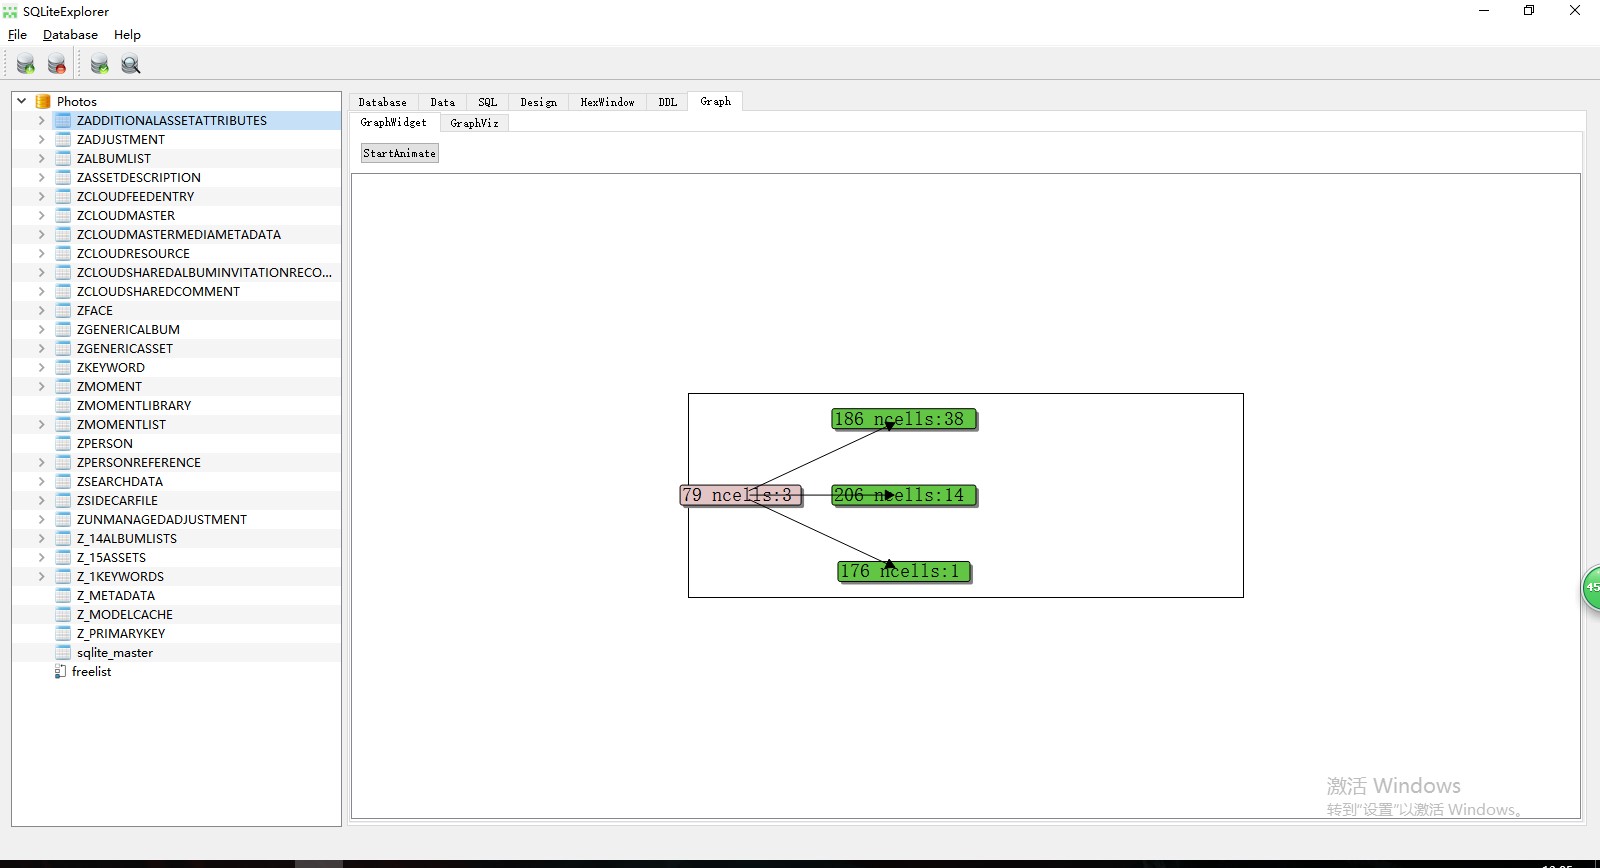 SQLiteExplorer
File Database Help
Photos
ZADDITIONALASSETATTRIBUTES
ZADJUSTMENT
ZALBUMLIST
ZASSETDESCRIPTION
ZCLOUDFEEDENTRY
ZCLOUDMASTER
ZCLOUDMASTERMEDIAMETADATA
ZCLOUDRESOURCE
ZCLOUDSHAREDALBUMINVITATIONRECO...
ZCLOUDSHAREDCOMMENT
ZFACE
ZGENERICALBUM
ZGENERICASSET
ZKEYWORD
ZMOMENT
ZMOMENTLIBRARY
ZMOMENTLIST
ZPERSON
ZPERSONREFERENCE
ZSEARCHDATA
ZSIDECARFILE
ZUNMANAGEDADJUSTMENT
Z_14ALBUMLISTS
Z_15ASSETS
Z_1KEYWORDS
Z_METADATA
Z_MODELCACHE
Z_PRIMARYKEY
sqlite_master
freelist
Database Data SQL Design HexWindow DDL Graph
GraphWidget GraphViz
StartAnimate
186 ncells:38
79 ncells:3 206 ncells:14
176 ncells:1
45
激活 Windows
转到"设置"以激活 Windows。